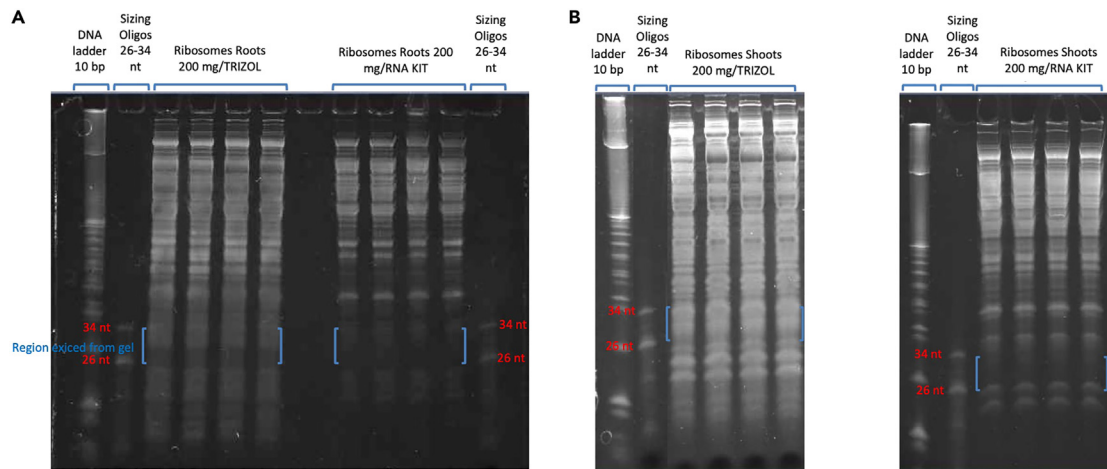 A
DNA
ladder
10 bp
Sizing
Oligos
26-34
nt
Ribosomes Roots
200 mg/TRIZOL
Ribosomes Roots 200
mg/RNA KIT
Sizing
Oligos
26-34
nt
34 nt
Region exiced from gel
26 nt
34 nt
26 nt
B
DNA
ladder
10 bp
Sizing
Oligos
26-34 nt
Ribosomes Shoots
200 mg/TRIZOL
34 nt
26 nt
DNA
ladder
10 bp
Sizing
Oligos
26-34 nt
Ribosomes Shoots
200 mg/RNA KIT
34 nt
26 nt